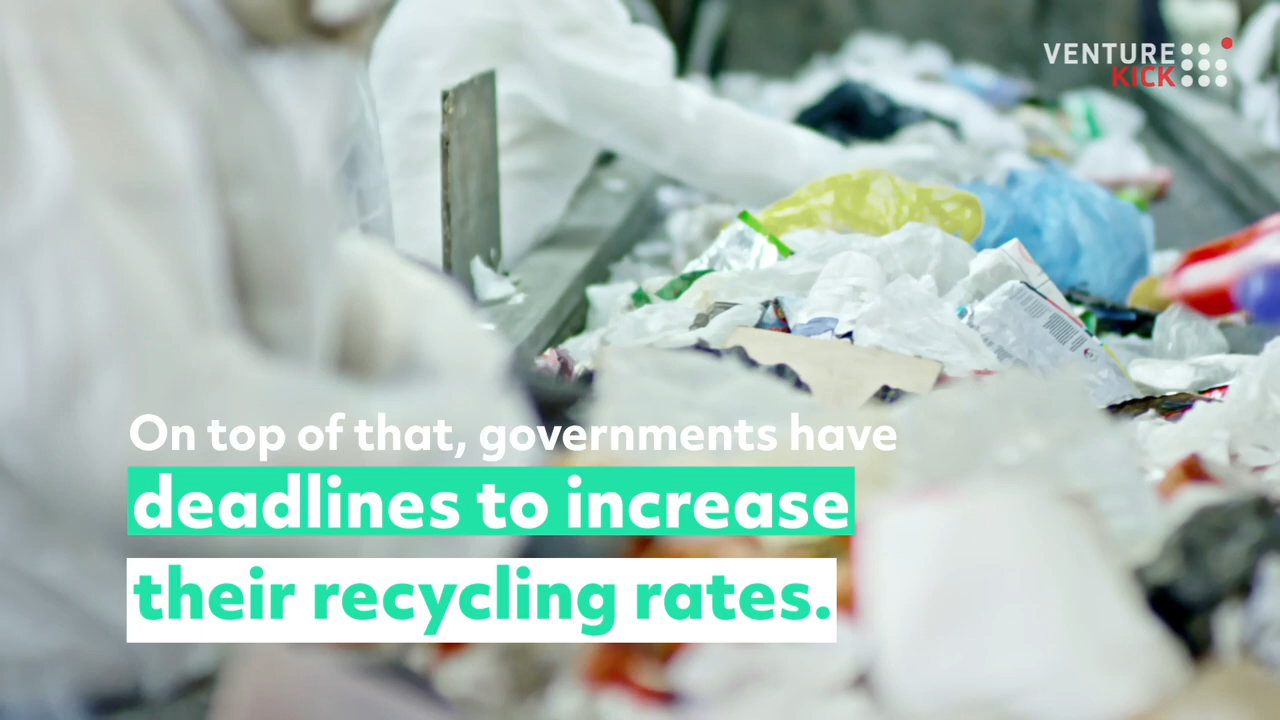 VENTURE
KICK
On top of that, governments have
deadlines to increase
their recycling rates.